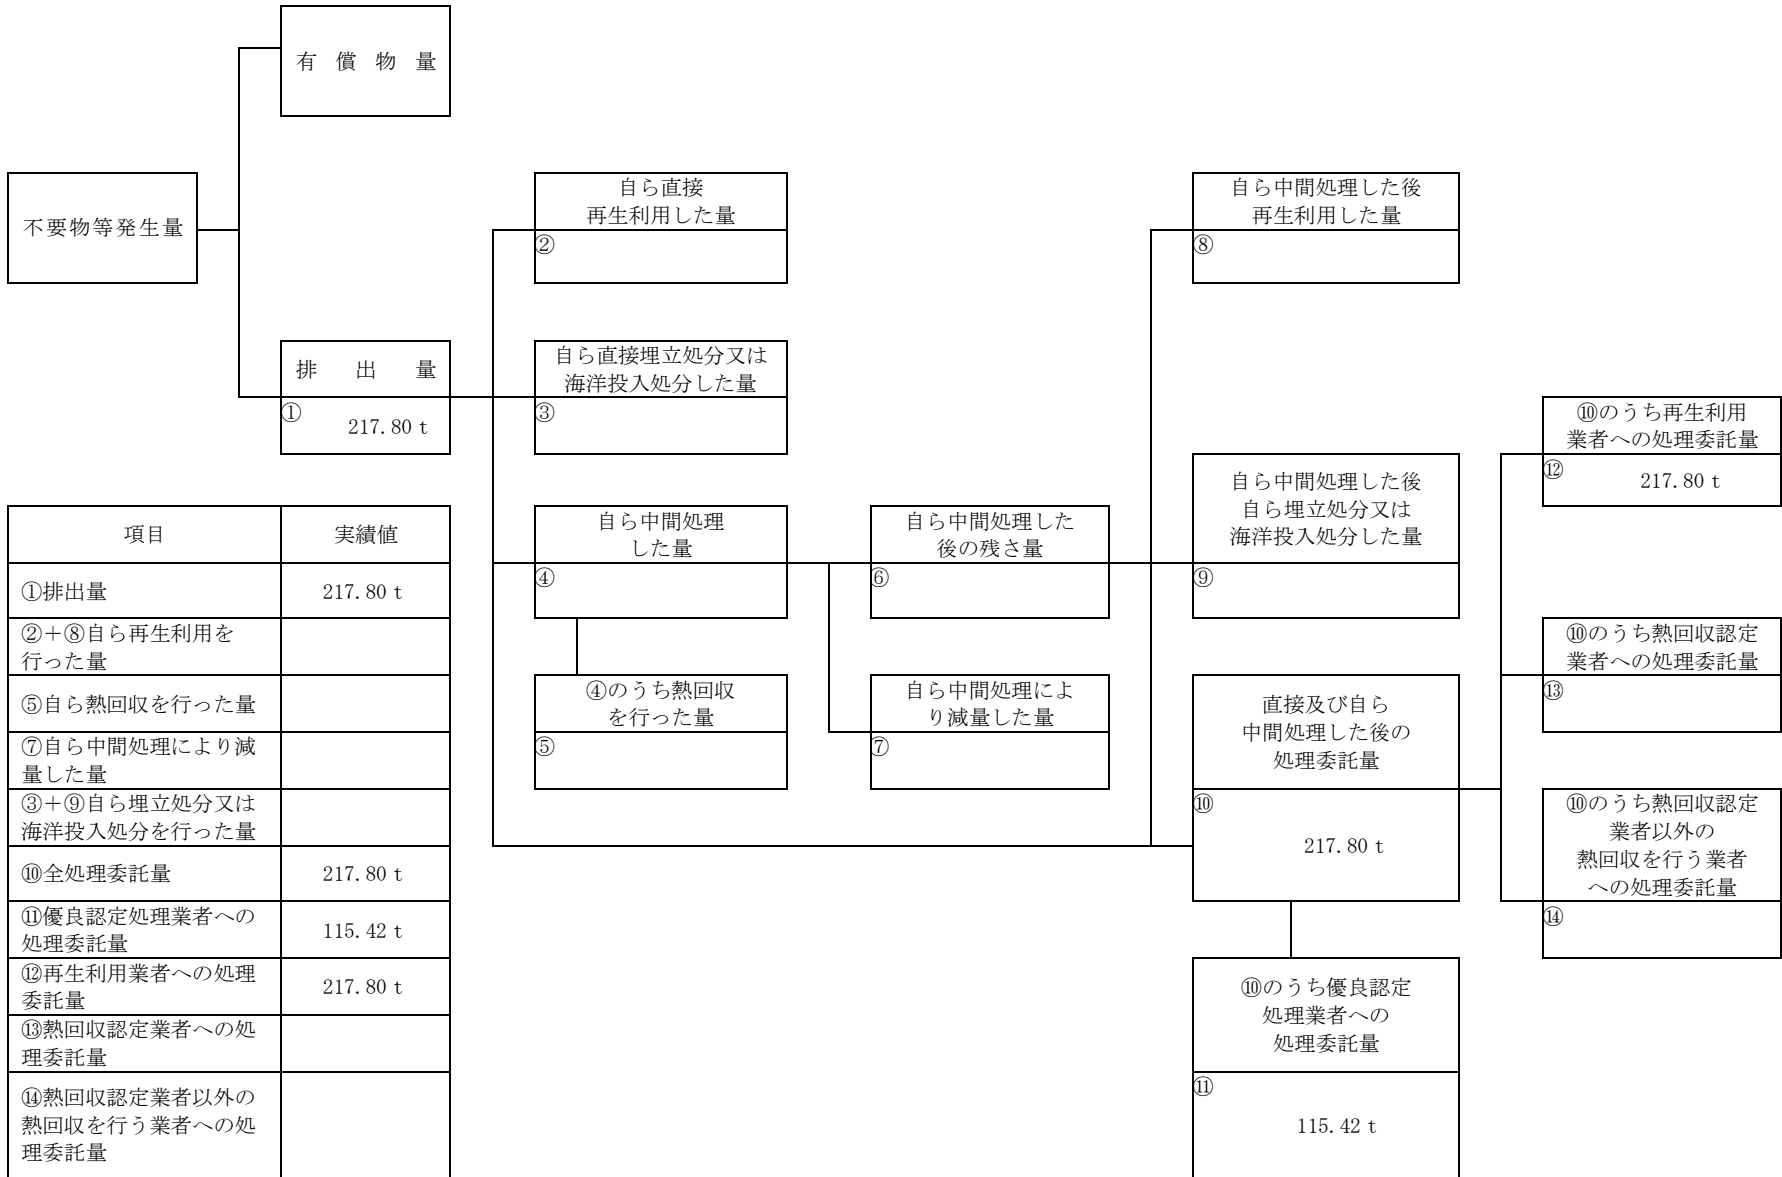 有償物量
不要物等発生量
排出量
①
217.80 t
自ら直接
再生利用した量
②
自ら直接埋立処分又は
海洋投入処分した量
③
自ら中間処理
した量
④
④のうち熱回収
を行った量
⑤
自ら中間処理した
後の残さ量
⑥
自ら中間処理によ
り減量した量
⑦
自ら中間処理した後
再生利用した量
⑧
自ら中間処理した後
自ら埋立処分又は
海洋投入処分した量
⑨
直接及び自ら
中間処理した後の
処理委託量
⑩
217.80 t
⑩のうち優良認定
処理業者への
処理委託量
⑪
115.42 t
⑩のうち再生利用
業者への処理委託量
⑫
217.80 t
⑩のうち熱回収認定
業者への処理委託量
⑬
⑩のうち熱回収認定
業者以外の
熱回収を行う業者
への処理委託量
⑭
項目 実績値
①排出量 217.80 t
②+⑧自ら再生利用を
行った量
⑤自ら熱回収を行った量
⑦自ら中間処理により減
量した量
③+⑨自ら埋立処分又は
海洋投入処分を行った量
⑩全処理委託量 217.80 t
⑪優良認定処理業者への
処理委託量 115.42 t
⑫再生利用業者への処理
委託量 217.80 t
⑬熱回収認定業者への処
理委託量
⑭熱回収認定業者以外の
熱回収を行う業者への処
理委託量